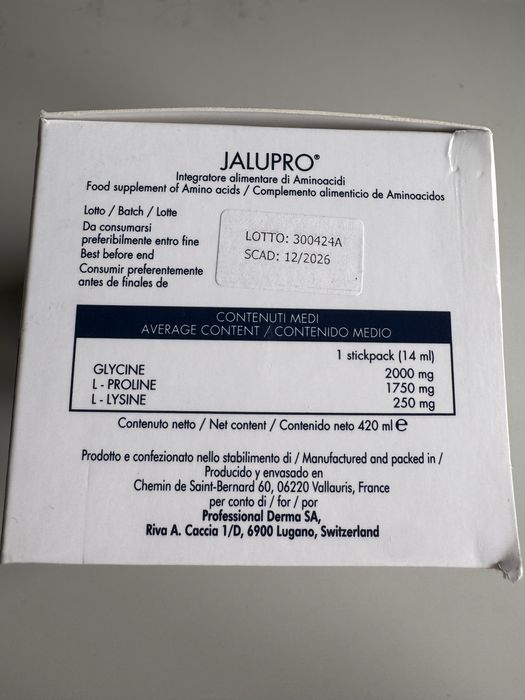 JALUPRO®
Integratore alimentare di Aminoacidi
Food supplement of Amino acids / Complemento alimenticio de Aminoacidos
Lotto / Batch / Lotte
Da consumarsi
preferibilmente entro fine
Best before end
Consumir preferentemente
antes de finales de
LOTTO: 300424A
SCAD: 12/2026
CONTENUTI MEDI
AVERAGE CONTENT / CONTENIDO MEDIO
1 stickpack (14 ml)
GLYCINE 2000 mg
L - PROLINE 1750 mg
L - LYSINE 250 mg
Contenuto netto / Net content / Contenido neto 420 ml ℮
Prodotto e confezionato nello stabilimento di / Manufactured and packed in /
Producido y envasado en
Chemin de Saint-Bernard 60, 06220 Vallauris, France
per conto di / for / por
Professional Derma SA,
Riva A. Caccia 1/D, 6900 Lugano, Switzerland